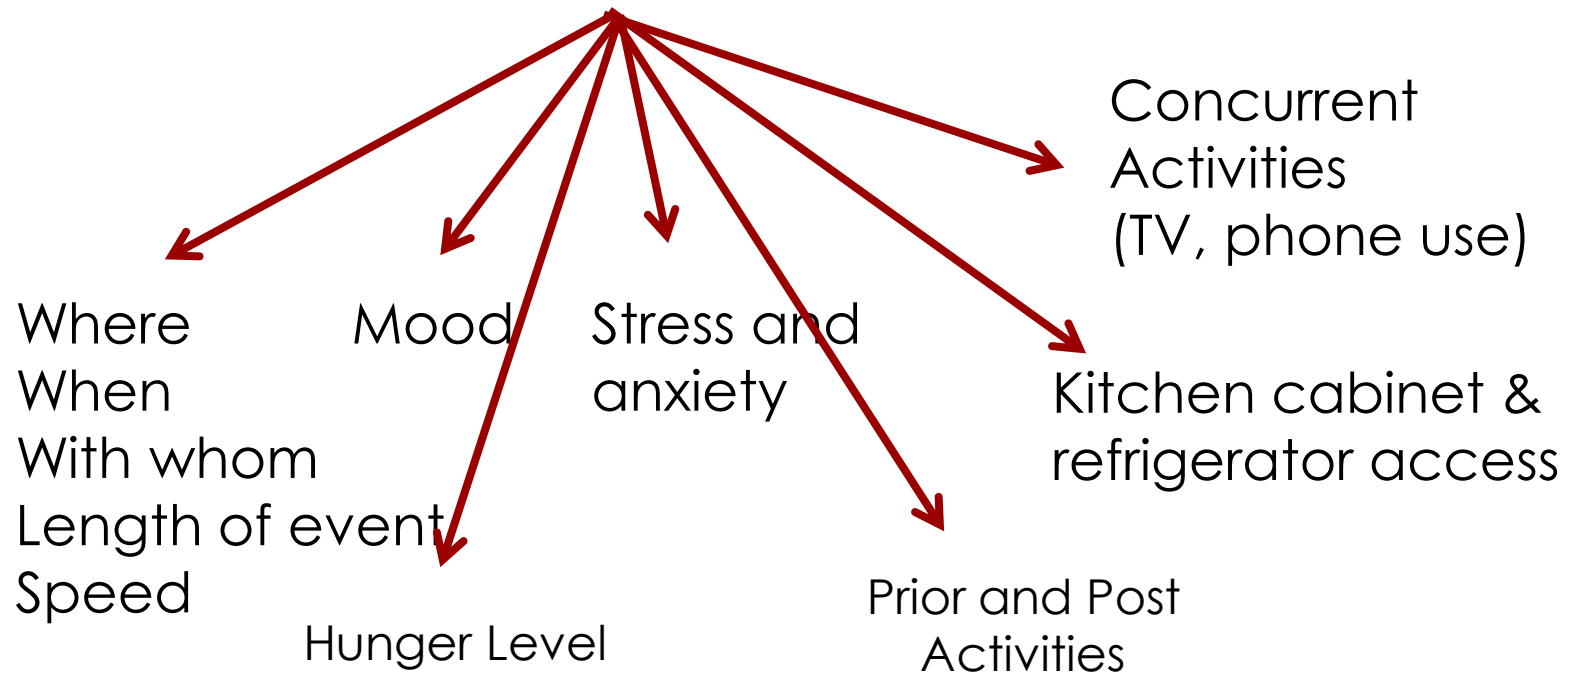 Concurrent
Activities
(TV, phone use)
Where
When
With whom
Length of event
Speed
Mood
Stress and
anxiety
Kitchen cabinet &
refrigerator access
Hunger Level
Prior and Post
Activities